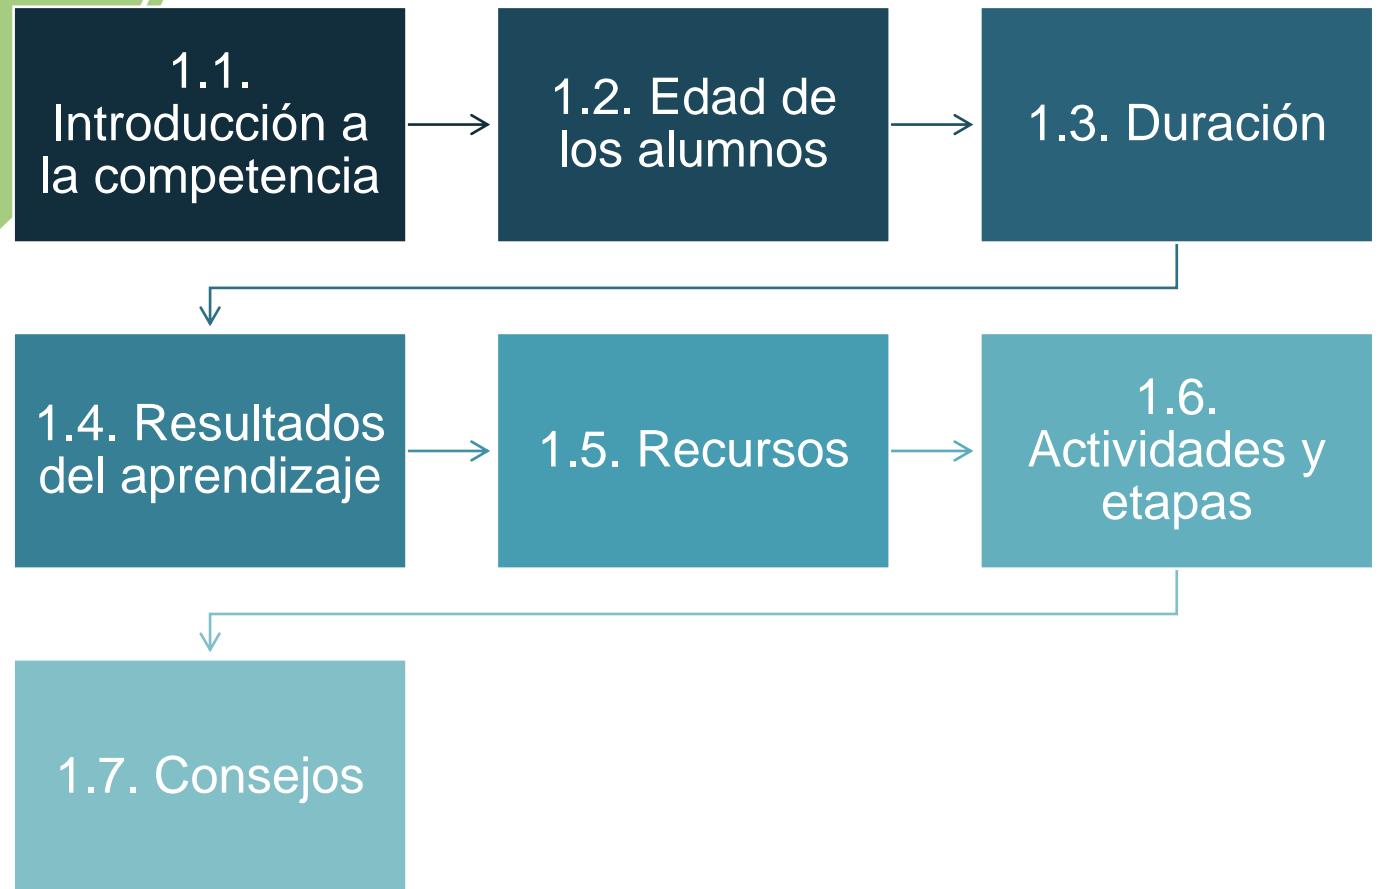 1.1.
Introducción a
la competencia
1.2. Edad de
los alumnos
1.3. Duración
1.4. Resultados
del aprendizaje
1.5. Recursos
1.6.
Actividades y
etapas
1.7. Consejos